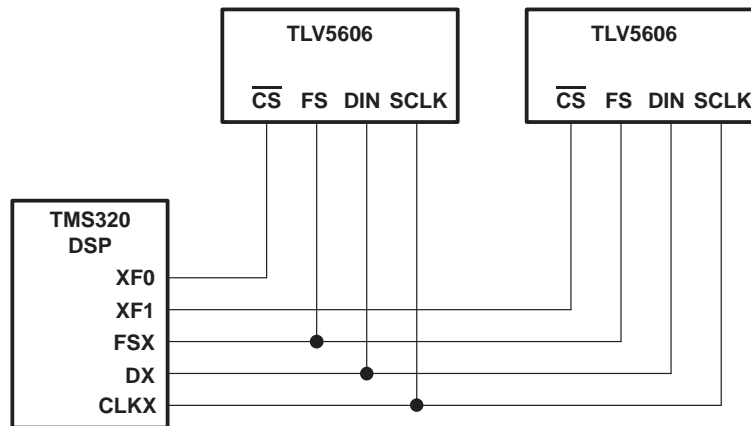 TLV5606
CS FS DIN SCLK
TLV5606
CS FS DIN SCLK
TMS320
DSP
XF0
XF1
FSX
DX
CLKX